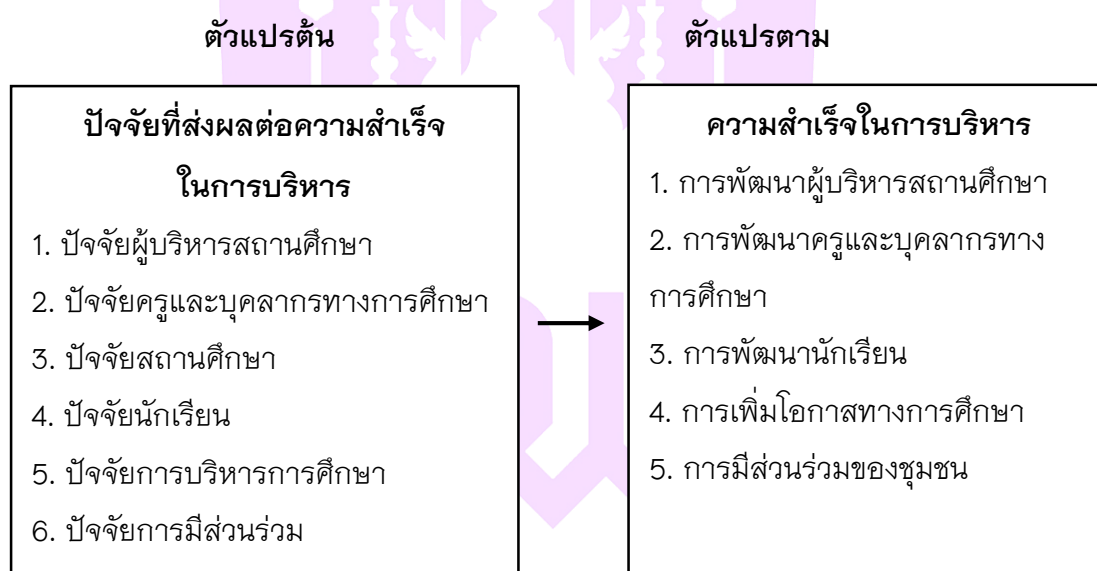 ตัวแปรต้น
ตัวแปรตาม
ปัจจัยที่ส่งผลต่อความสำเร็จ
ในการบริหาร
1. ปัจจัยผู้บริหารสถานศึกษา
2. ปัจจัยครูและบุคลากรทางการศึกษา
3. ปัจจัยสถานศึกษา
4. ปัจจัยนักเรียน
5. ปัจจัยการบริหารการศึกษา
6. ปัจจัยการมีส่วนร่วม
ความสำเร็จในการบริหาร
1. การพัฒนาผู้บริหารสถานศึกษา
2. การพัฒนาครูและบุคลากรทาง
การศึกษา
3. การพัฒนานักเรียน
4. การเพิ่มโอกาสทางการศึกษา
5. การมีส่วนร่วมของชุมชน